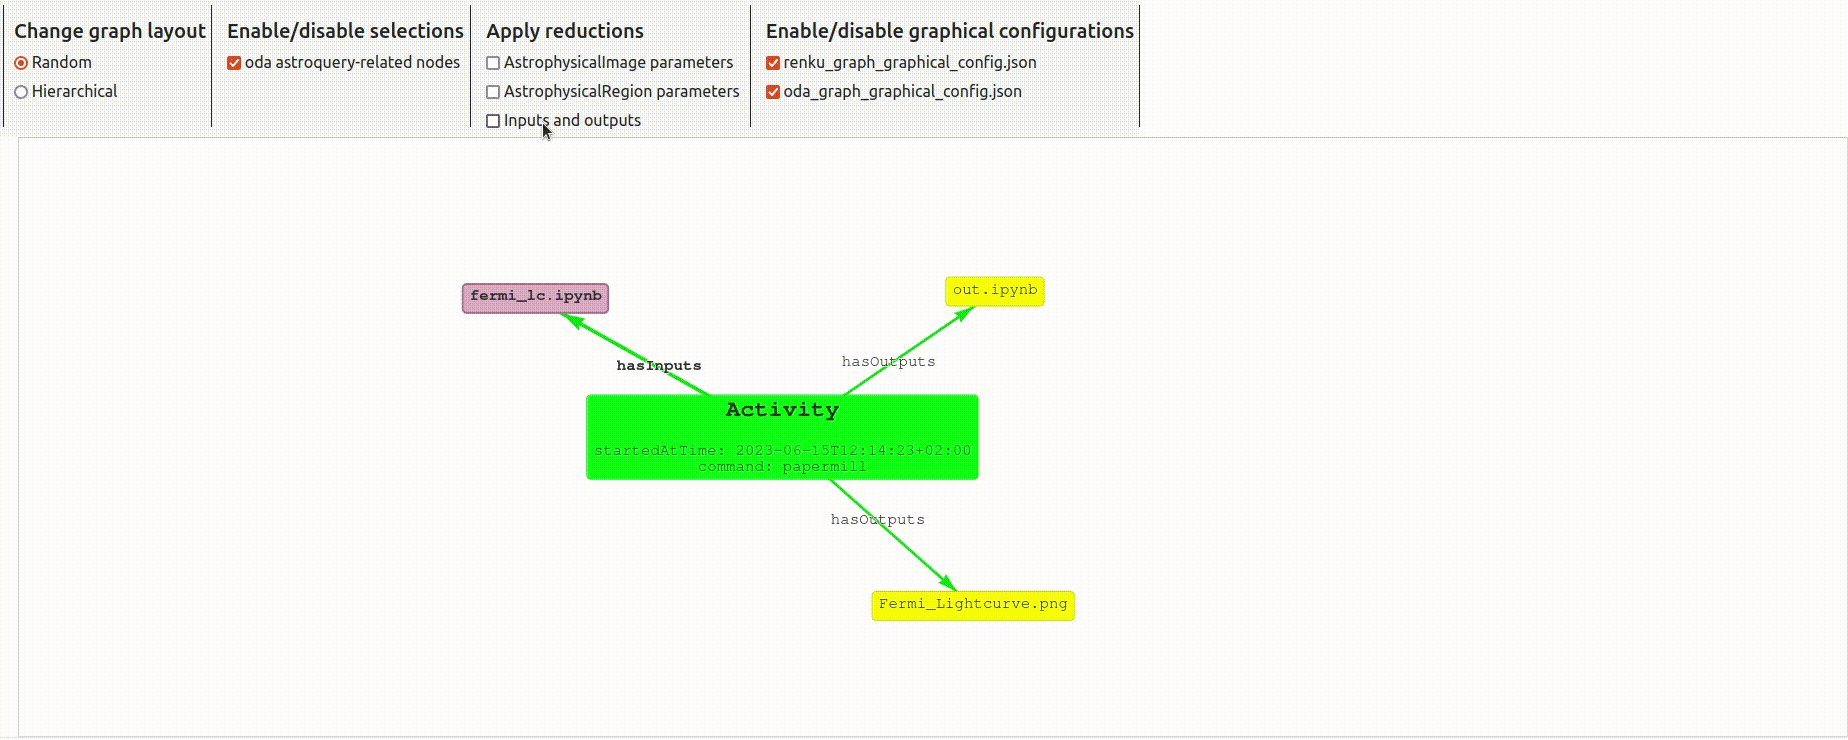 Change graph layout
Random
Hierarchical
Enable/disable selections
oda astroquery-related nodes
Apply reductions
AstrophysicalImage parameters
AstrophysicalRegion parameters
Inputs and outputs
Enable/disable graphical configurations
renku_graph_graphical_config.json
oda_graph_graphical_config.json
fermi_lc.ipynb
out.ipynb
hasInputs
hasOutputs
Activity
startedAtTime: 2023-06-15T12:14:23+02:00
command: papermill
hasOutputs
Fermi_Lightcurve.png